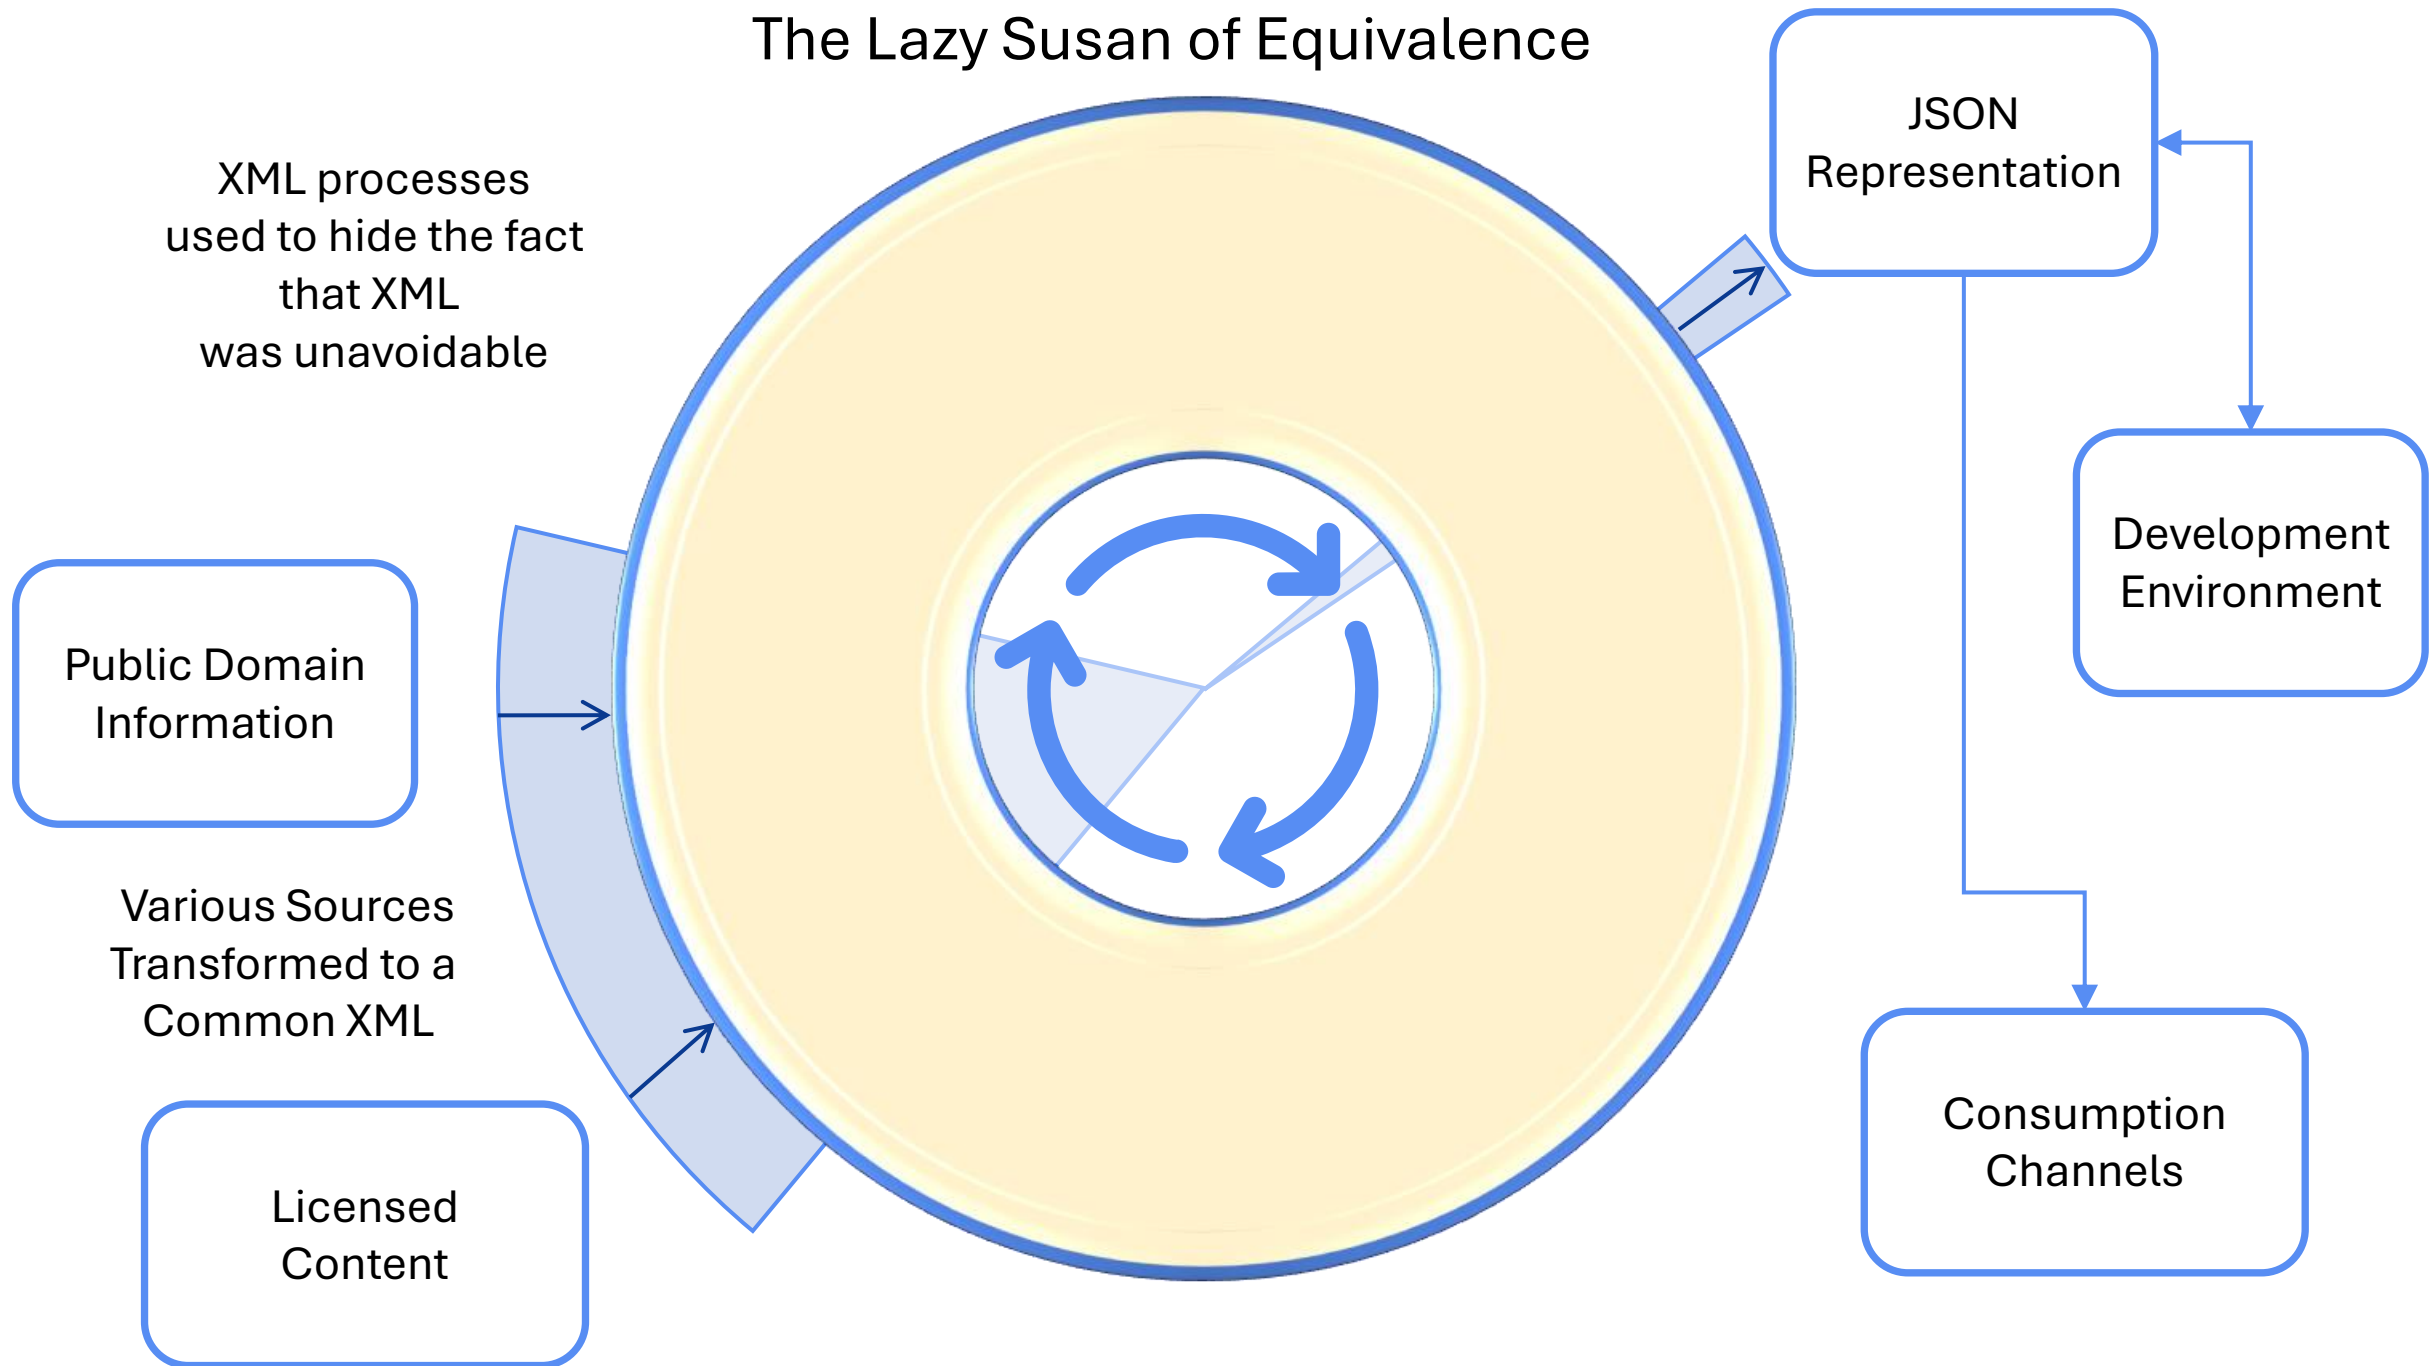 The Lazy Susan of Equivalence
JSON
Representation
XML processes
used to hide the fact
that XML
was unavoidable
Development
Environment
Public Domain
Information
Various Sources
Transformed to a
Common XML
Consumption
Channels
Licensed
Content